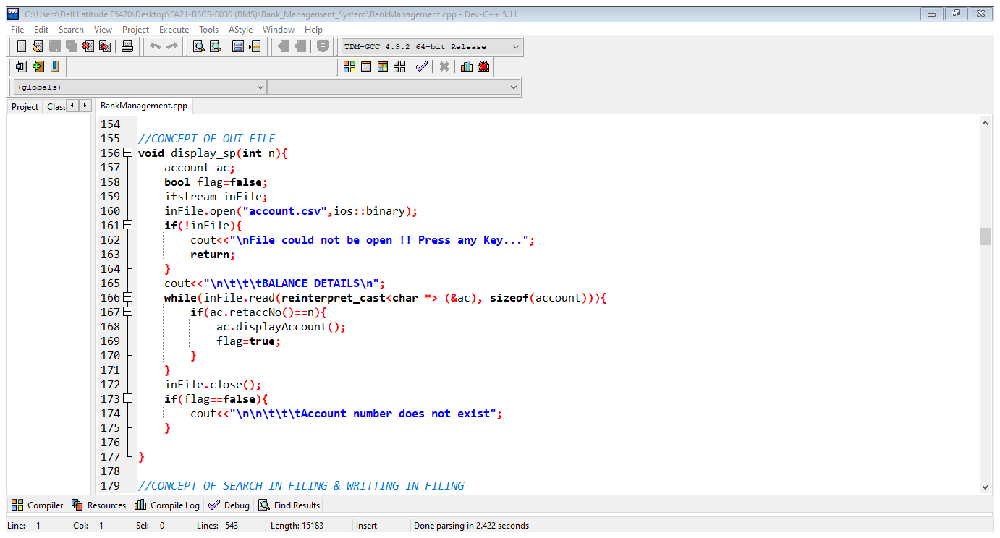 C:\Users\Dell Latitude E5470\Desktop\FA21-BSCS-0030 (BMS)\Bank_Management_System\BankManagement.cpp - Dev-C++ 5.11
File Edit Search View Project Execute Tools AStyle Window Help
TDM-GCC 4.9.2 64-bit Release
(globals)
Project Class BankManagement.cpp
154
155 //CONCEPT OF OUT FILE
156 void display_sp(int n){
157     account ac;
158     bool flag=false;
159     ifstream inFile;
160     inFile.open("account.csv",ios::binary);
161     if(!inFile){
162         cout<<"\nFile could not be open !! Press any Key...";
163         return;
164     }
165     cout<<"\n\t\t\tBALANCE DETAILS\n";
166     while(inFile.read(reinterpret_cast<char *> (&ac), sizeof(account))){
167         if(ac.retaccNo()==n){
168             ac.displayAccount();
169             flag=true;
170         }
171     }
172     inFile.close();
173     if(flag==false){
174         cout<<"\n\n\t\t\tAccount number does not exist";
175     }
176
177 }
178
179 //CONCEPT OF SEARCH IN FILING & WRITTING IN FILING
Compiler Resources Compile Log Debug Find Results
Line: 1 Col: 1 Sel: 0 Lines: 543 Length: 15183 Insert Done parsing in 2.422 seconds